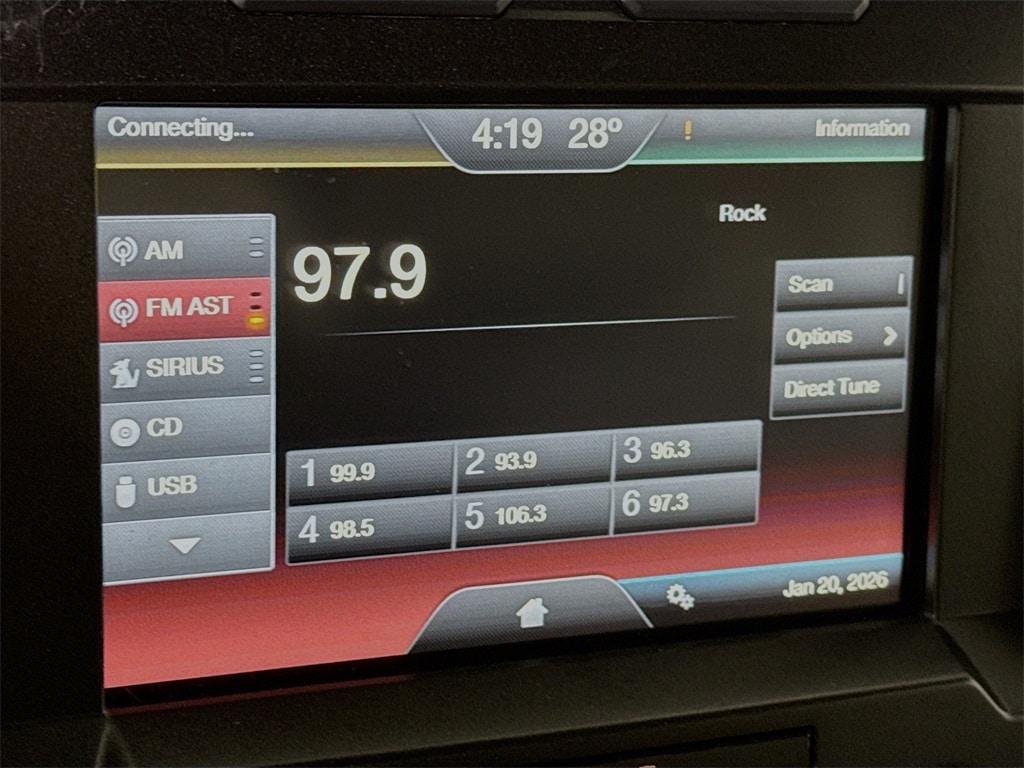 Connecting...
4:19 28º
!
Information
Rock
AM
FM AST
SIRIUS
CD
USB
97.9
Scan
Options
Direct Tune
1 99.9
2 93.9
3 96.3
4 98.5
5 106.3
6 97.3
Jan 20, 2026